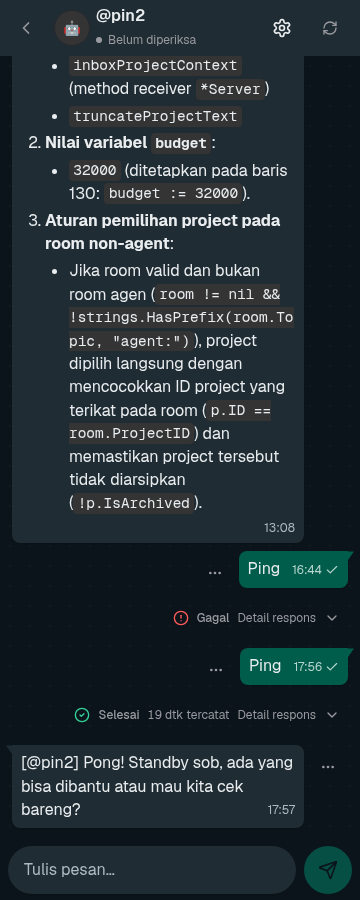 @pin2
Belum diperiksa
inboxProjectContext
(method receiver *Server)
truncateProjectText
2. Nilai variabel budget:
32000 (ditetapkan pada baris
130: budget := 32000).
3. Aturan pemilihan project pada
room non-agent:
Jika room valid dan bukan
room agen (room != nil &&
!strings.HasPrefix(room.To
pic, "agent:")), project
dipilih langsung dengan
mencocokkan ID project yang
terikat pada room (p.ID ==
room.ProjectID) dan
memastikan project tersebut
tidak diarsipkan
(!p.IsArchived).
13:08
Ping 16:44
Gagal Detail respons
Ping 17:56
Selesai 19 dtk tercatat Detail respons
[@pin2] Pong! Standby sob, ada yang
bisa dibantu atau mau kita cek
bareng? 17:57
Tulis pesan...